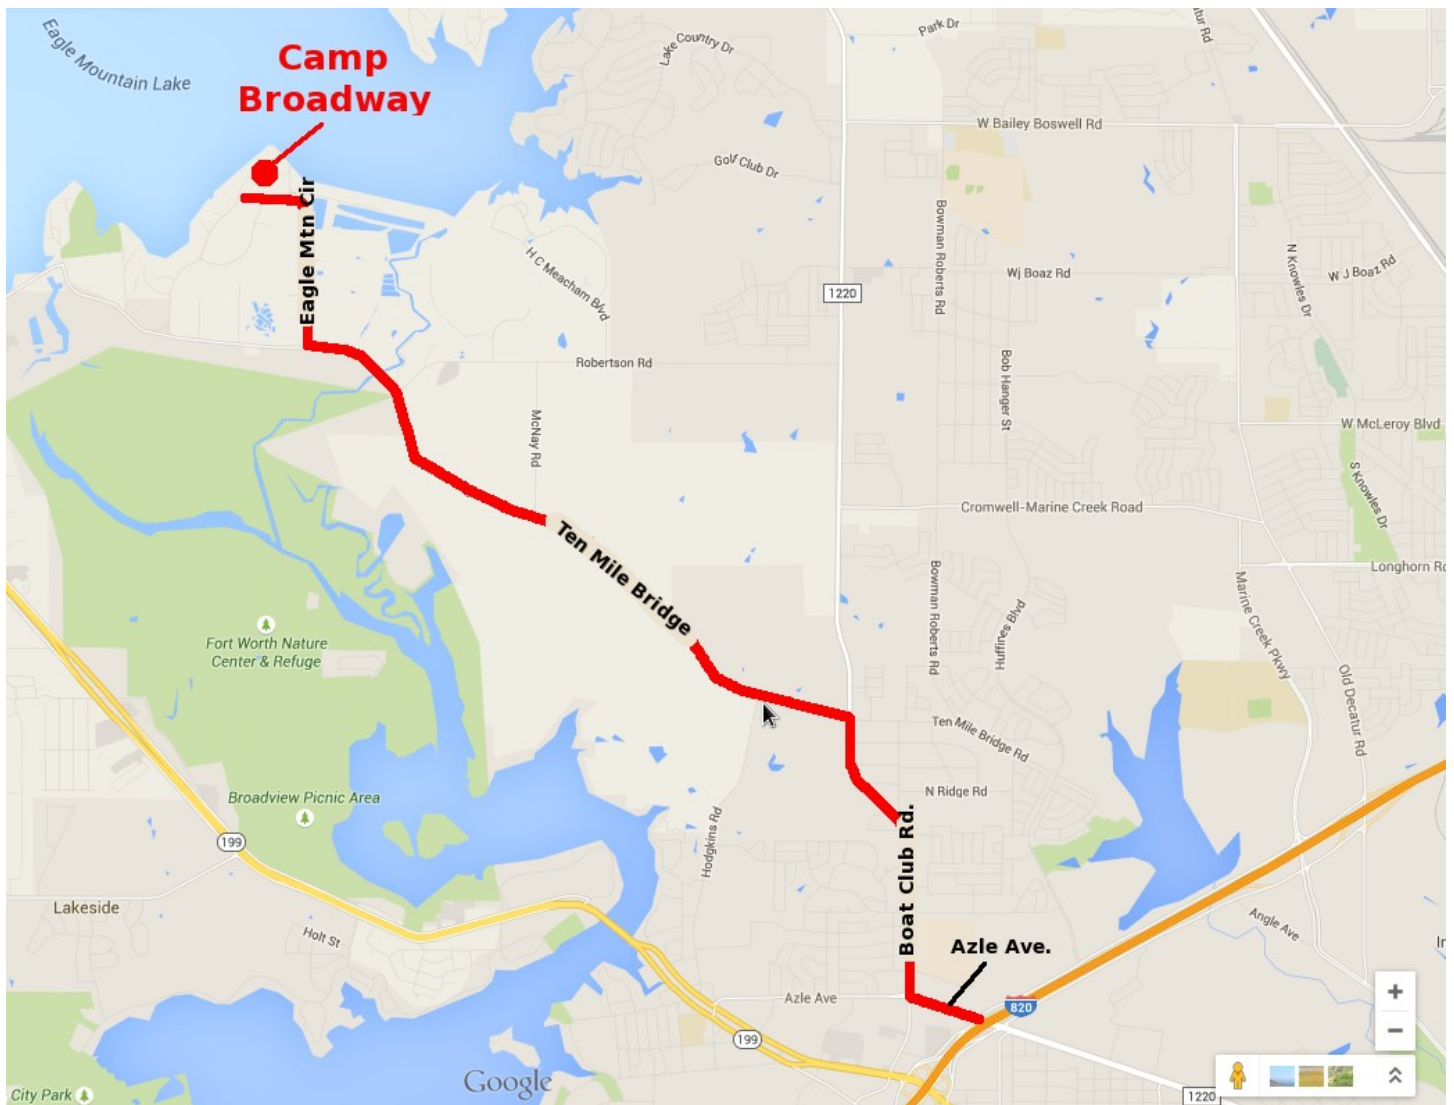 Eagle Mountain Lake
Camp
Broadway
Eagle Mtn Cir
Lake Country Dr
Park Dr
W Bailey Boswell Rd
Golf Club Dr
H C Meacham Blvd
Bowman Roberts Rd
Wj Boaz Rd
N Knowles Dr
W J Boaz Rd
1220
Robertson Rd
Bob Hanger St
McNay Rd
W McLeroy Blvd
S Knowles Dr
Cromwell-Marine Creek Road
Ten Mile Bridge
Bowman Roberts Rd
Huffines Blvd
Marine Creek Pkwy
Longhorn Rd
Fort Worth Nature
Center & Refuge
Old Decatur Rd
Ten Mile Bridge Rd
N Ridge Rd
Broadview Picnic Area
199
Hodgkins Rd
Boat Club Rd.
Lakeside
Holt St
Angle Ave
Azle Ave.
Azle Ave
820
199
Google
City Park
1220
+
−